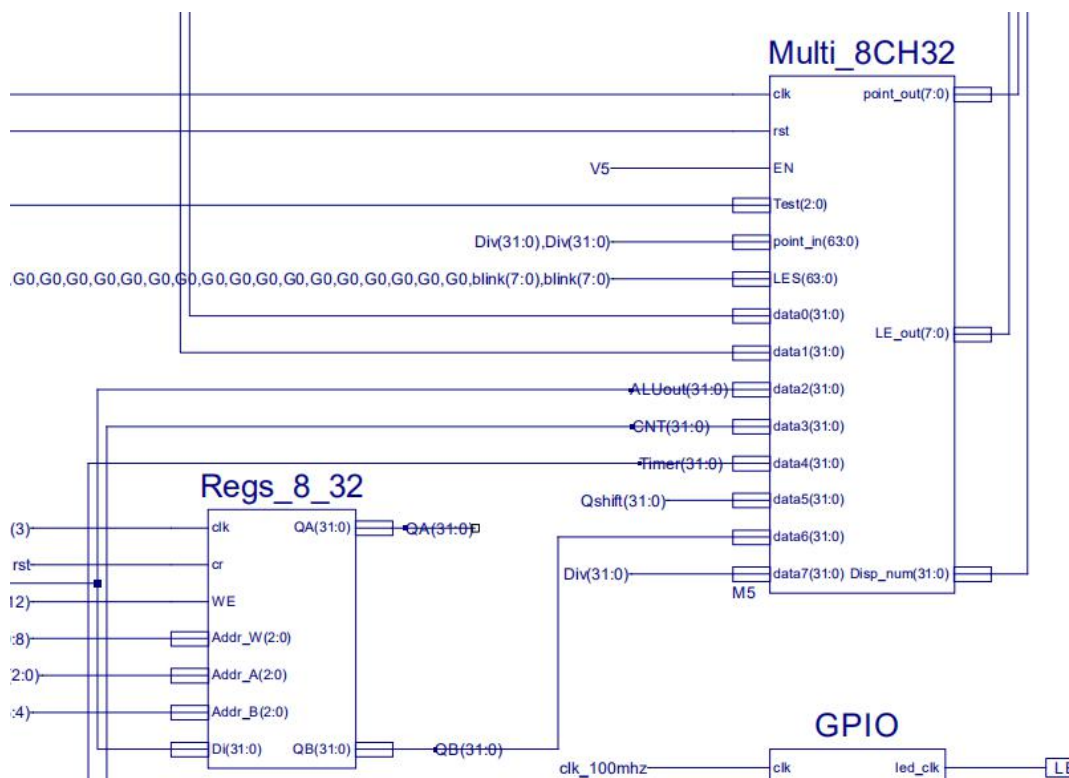 Multi_8CH32
clk
point_out(7:0)
rst
V5
EN
Test(2:0)
Div(31:0),Div(31:0)
point_in(63:0)
,G0,G0,G0,G0,G0,G0,G0,G0,G0,G0,G0,G0,G0,G0,G0,G0,G0,blink(7:0),blink(7:0)
LES(63:0)
data0(31:0)
LE_out(7:0)
data1(31:0)
ALUout(31:0)
data2(31:0)
CNT(31:0)
data3(31:0)
Timer(31:0)
data4(31:0)
Qshift(31:0)
data5(31:0)
data6(31:0)
Div(31:0)
data7(31:0)
Disp_num(31:0)
M5
Regs_8_32
(3)
clk
QA(31:0)
QA(31:0)
rst
cr
12)
WE
:8)
Addr_W(2:0)
2:0)
Addr_A(2:0)
:4)
Addr_B(2:0)
Di(31:0)
QB(31:0)
QB(31:0)
GPIO
clk_100mhz
clk
led_clk
LE